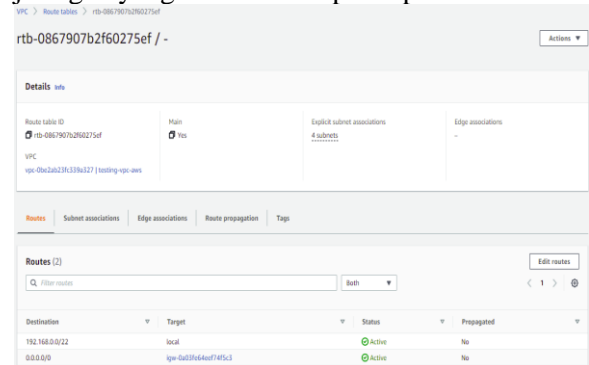 VPC > Route tables > rtb-0867907b2f60275ef
rtb-0867907b2f60275ef / -
Actions
Details Info
Route table ID
rtb-0867907b2f60275ef
Main
Yes
Explicit subnet associations
4 subnets
Edge associations
-
VPC
vpc-0bc2ab23fc339a327 | testing-vpc-aws
Routes Subnet associations Edge associations Route propagation Tags
Routes (2)
Edit routes
Filter routes
Both
< 1 >
Destination Target Status Propagated
192.168.0.0/22 local Active No
0.0.0.0/0 igw-0a03fe64eef74f5c3 Active No